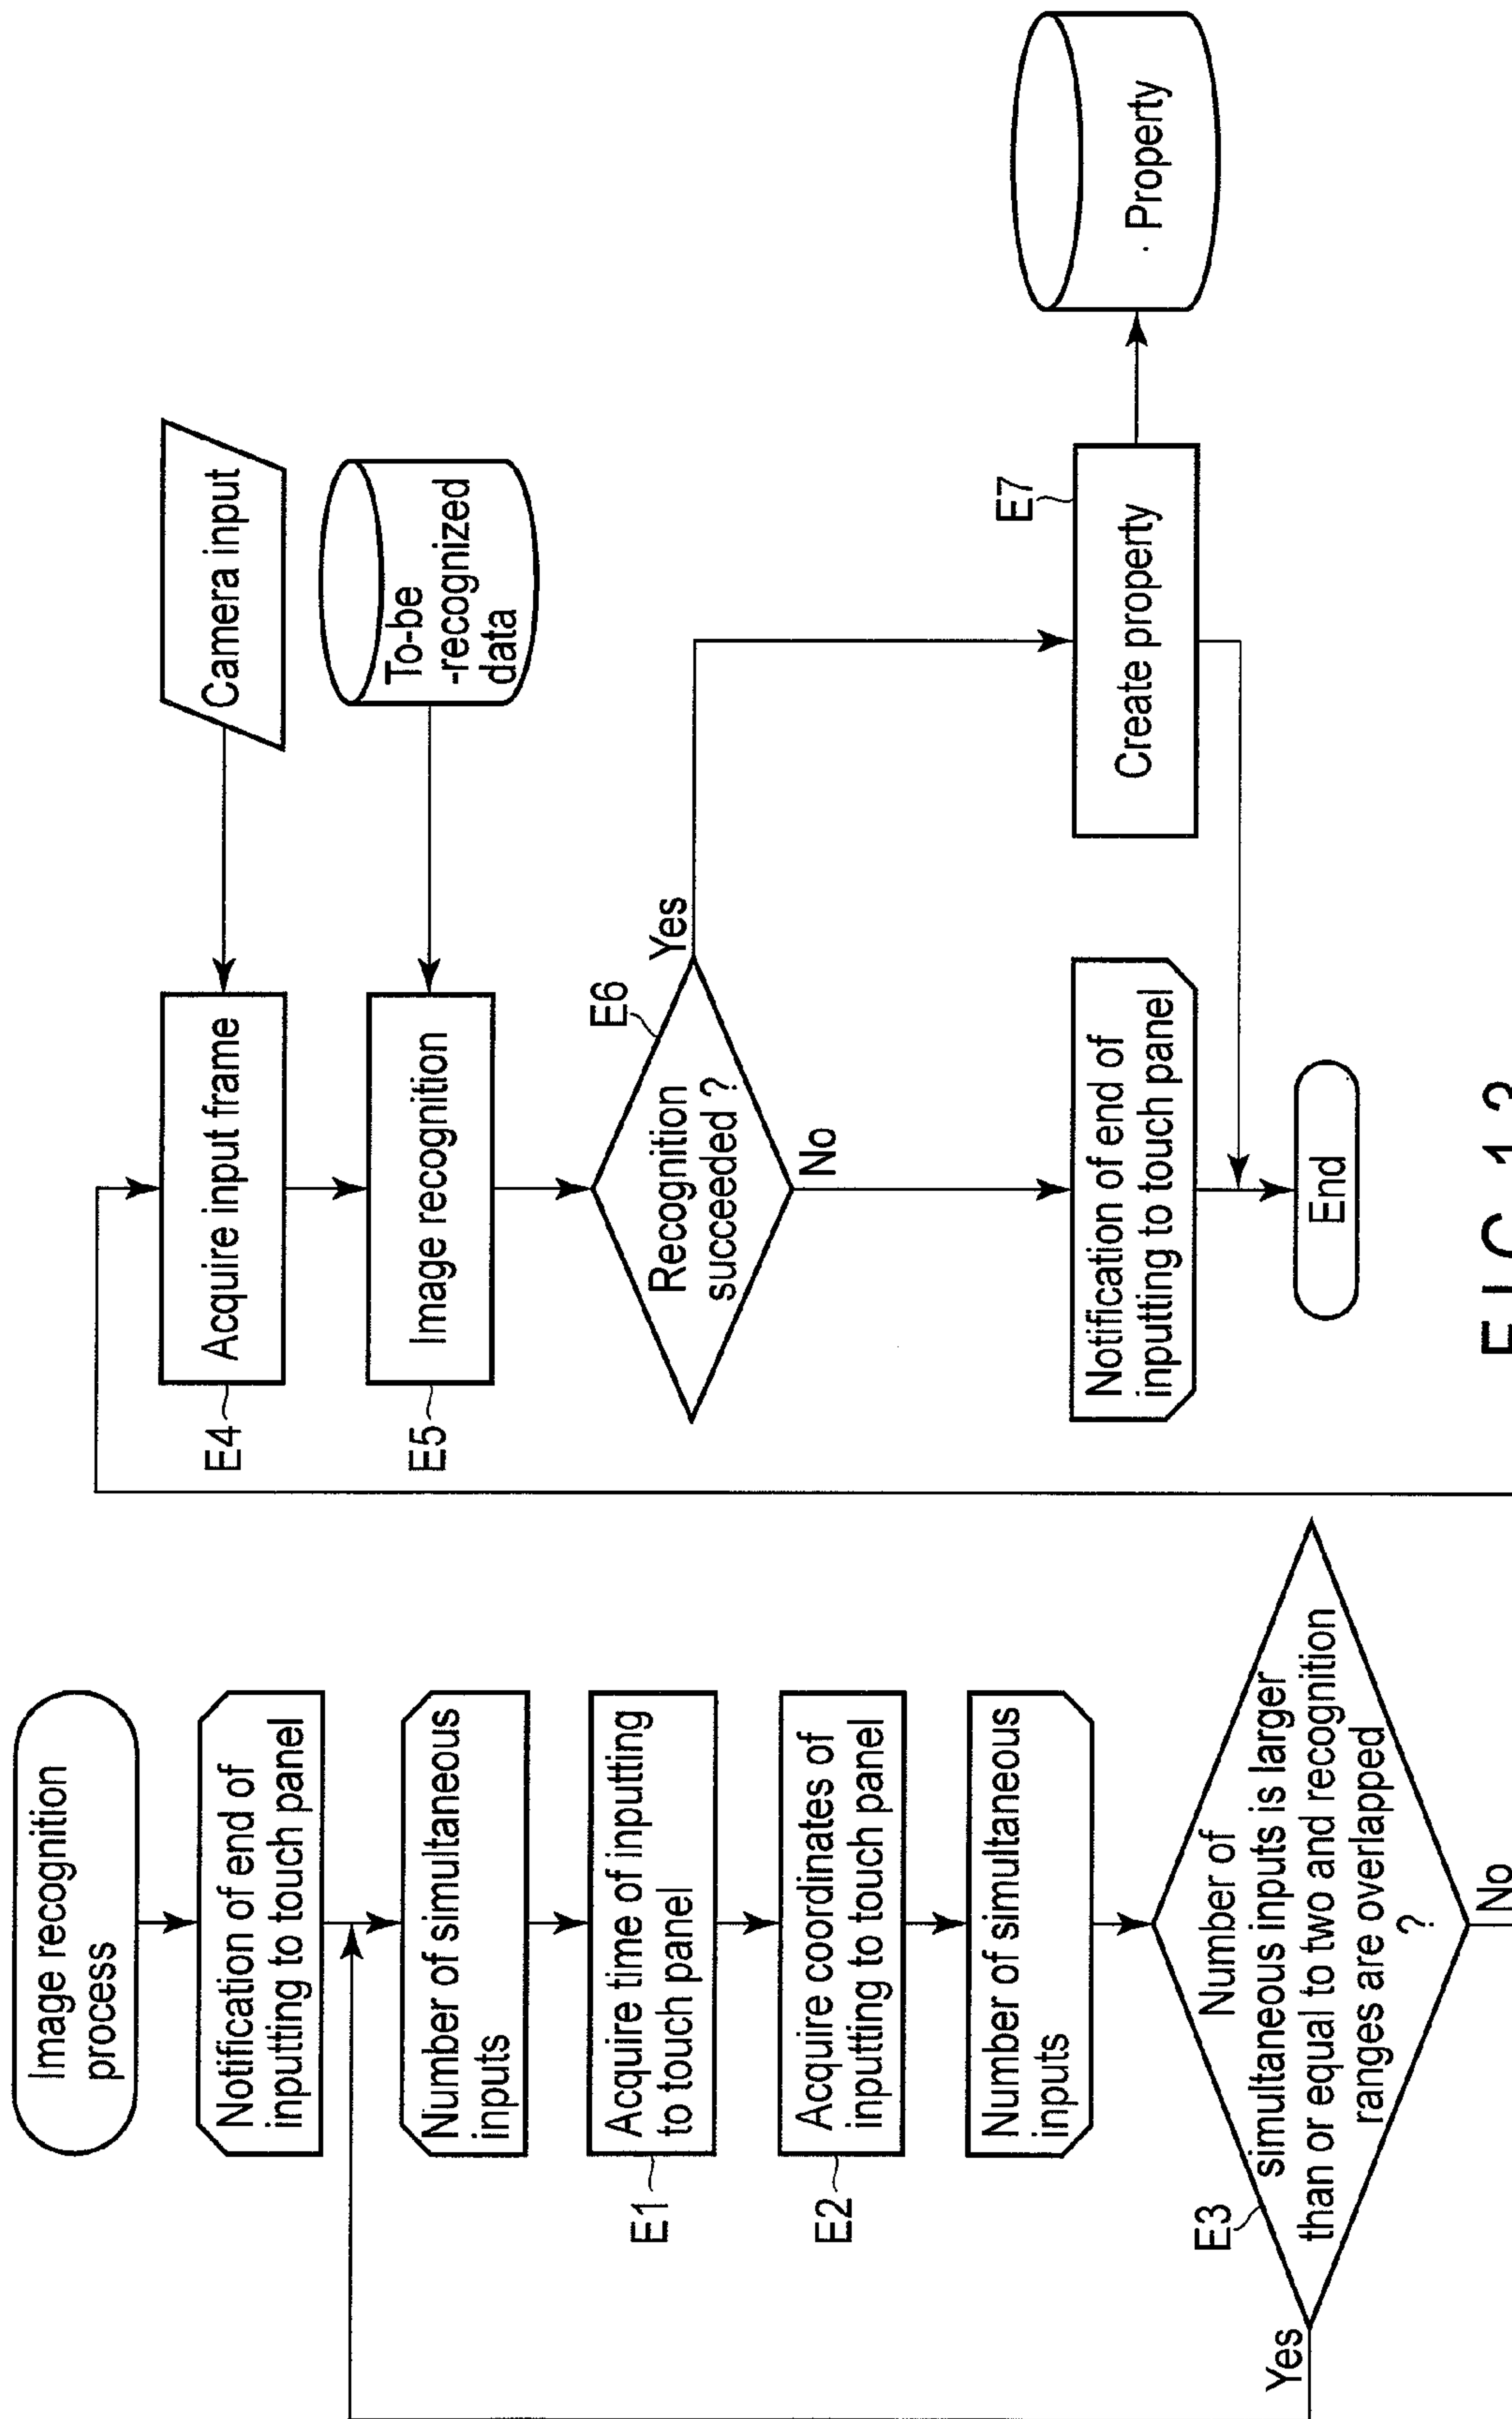 Image recognition
process
Notification of end of
inputting to touch panel
Number of simultaneous
inputs
E1
Acquire time of inputting
to touch panel
E2
Acquire coordinates of
inputting to touch panel
Number of simultaneous
inputs
E3
Number of
simultaneous inputs is larger
than or equal to two and recognition
ranges are overlapped
?
Yes
No
E4
Acquire input frame
Camera input
E5
Image recognition
To-be
-recognized
data
E6
Recognition
succeeded ?
Yes
No
E7
Create property
Property
Notification of end of
inputting to touch panel
End
FIG. 13